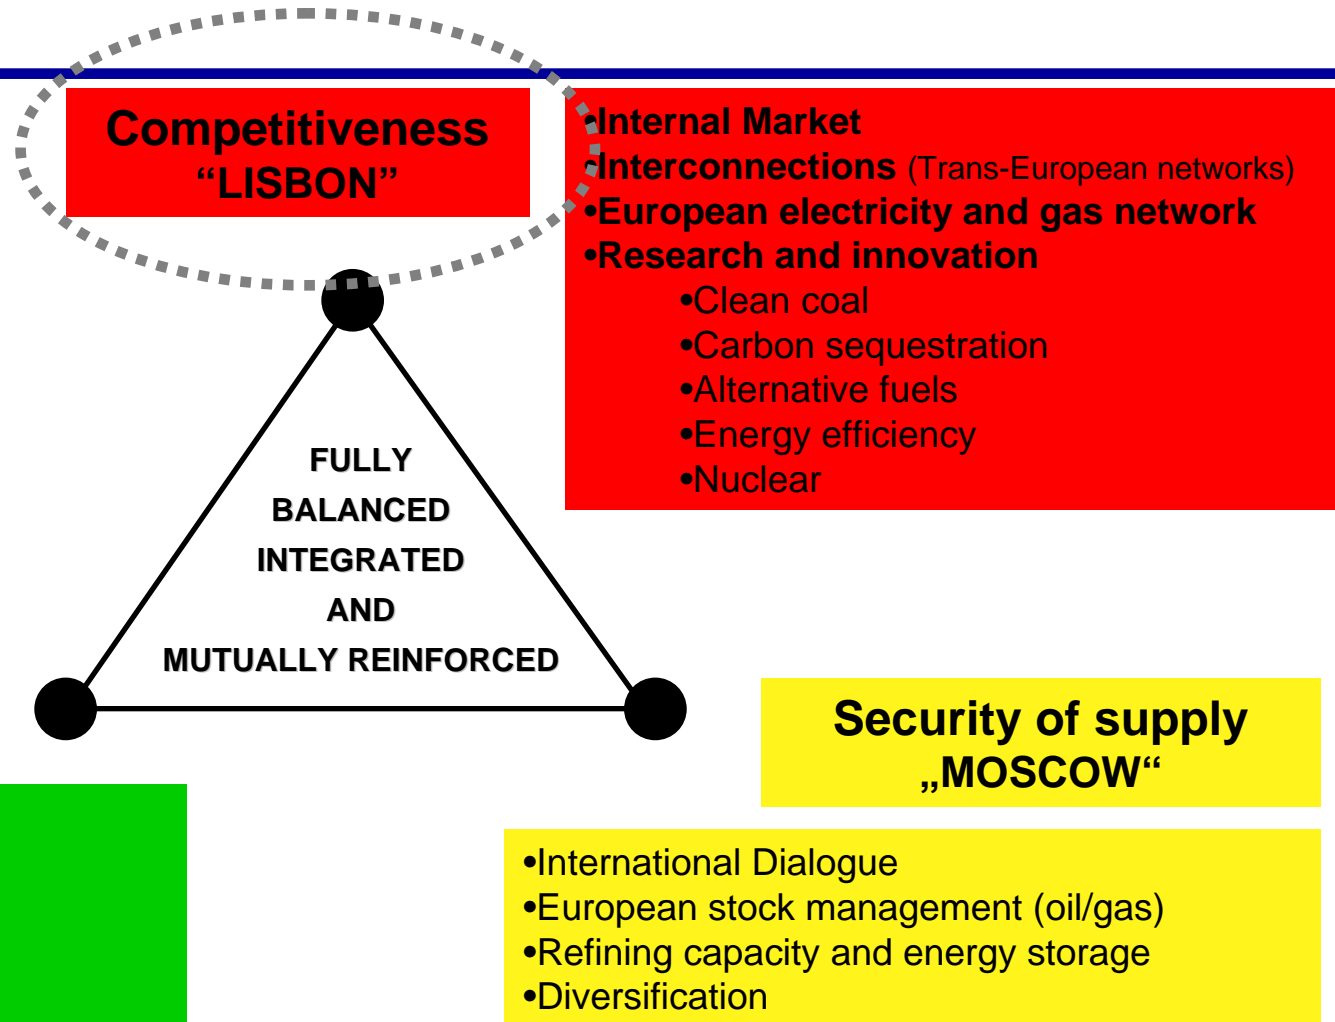 Competitiveness
“LISBON”
•Internal Market
•Interconnections (Trans-European networks)
•European electricity and gas network
•Research and innovation
•Clean coal
•Carbon sequestration
•Alternative fuels
•Energy efficiency
•Nuclear
FULLY
BALANCED
INTEGRATED
AND
MUTUALLY REINFORCED
Security of supply
„MOSCOW“
•International Dialogue
•European stock management (oil/gas)
•Refining capacity and energy storage
•Diversification